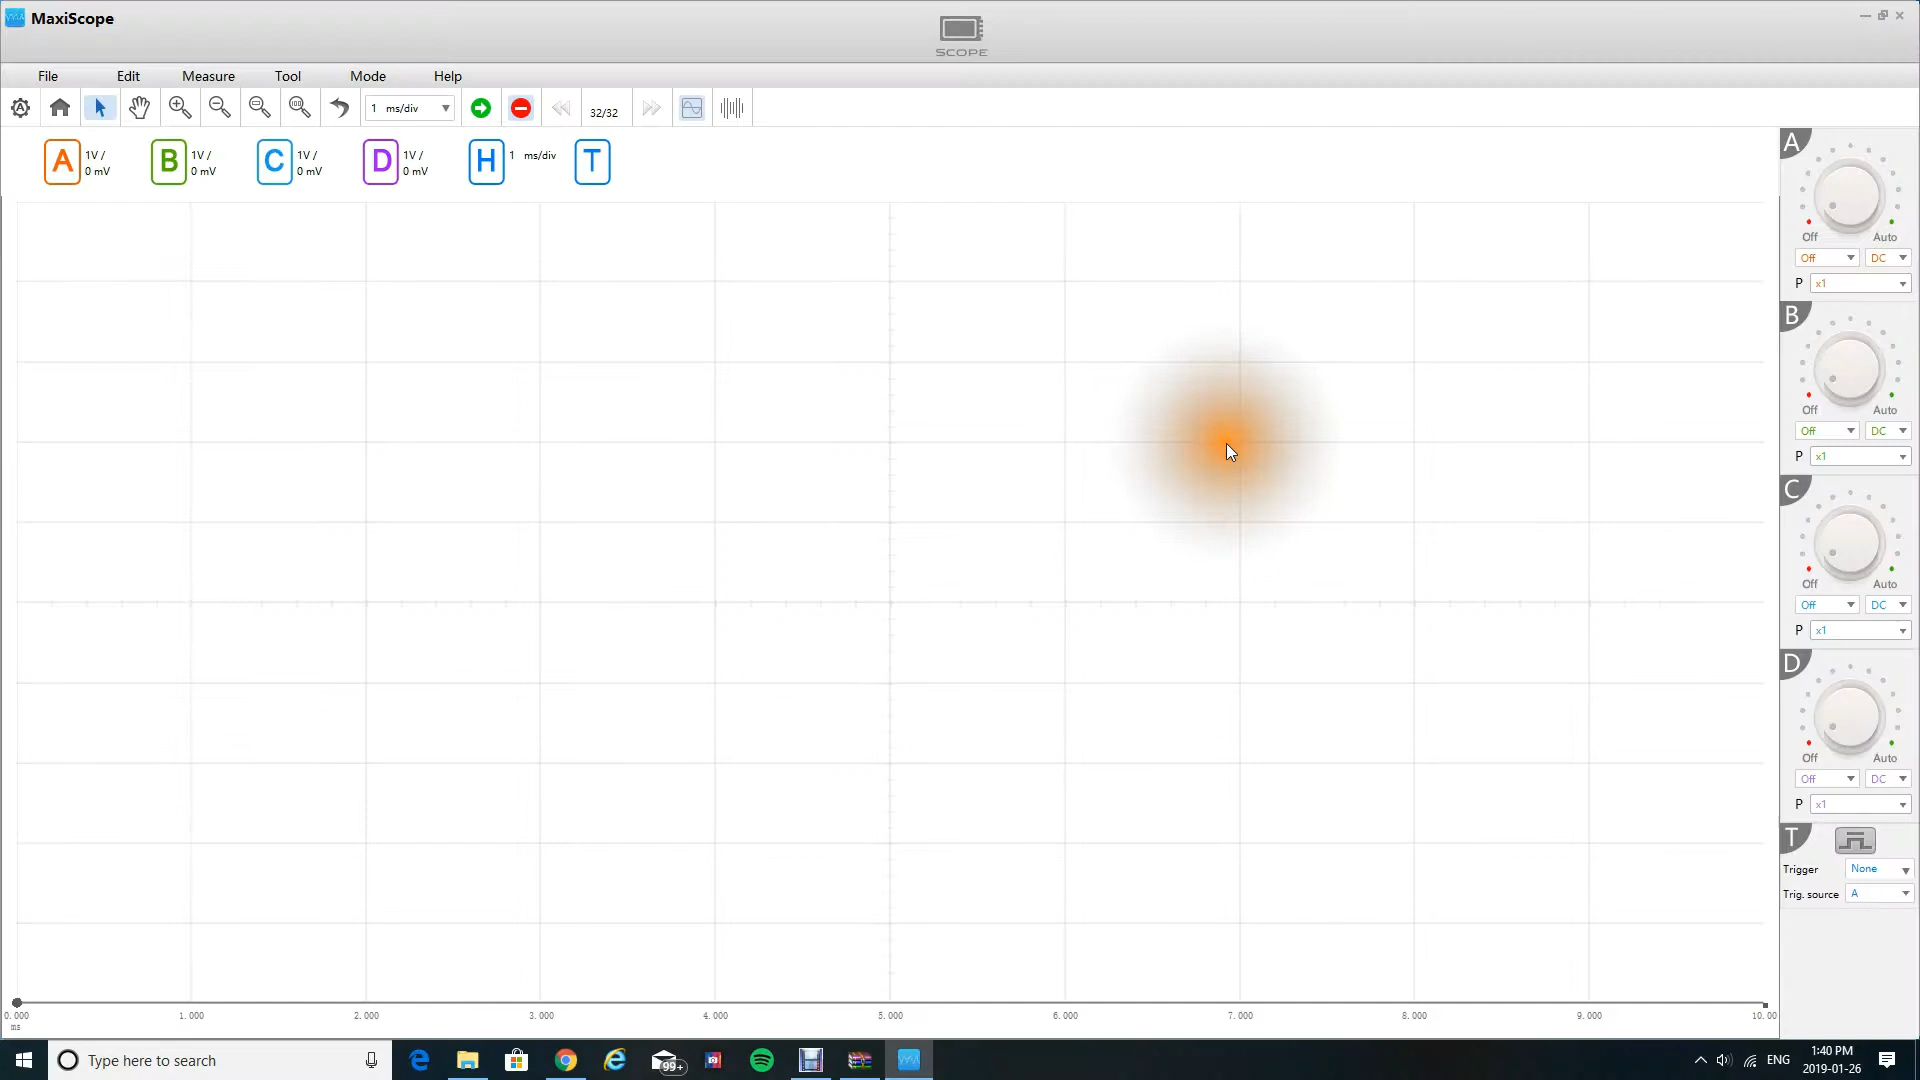 MaxiScope
SCOPE
File Edit Measure Tool Mode Help
1 ms/div
32/32
A 1V / 0 mV
B 1V / 0 mV
C 1V / 0 mV
D 1V / 0 mV
H 1 ms/div
T
A
Off Auto
Off DC
P x1
B
Off Auto
Off DC
P x1
C
Off Auto
Off DC
P x1
D
Off Auto
Off DC
P x1
T
Trigger None
Trig. source A
0.000 1.000 2.000 3.000 4.000 5.000 6.000 7.000 8.000 9.000 10.00
ms
Type here to search
99+
ENG
1:40 PM
2019-01-26